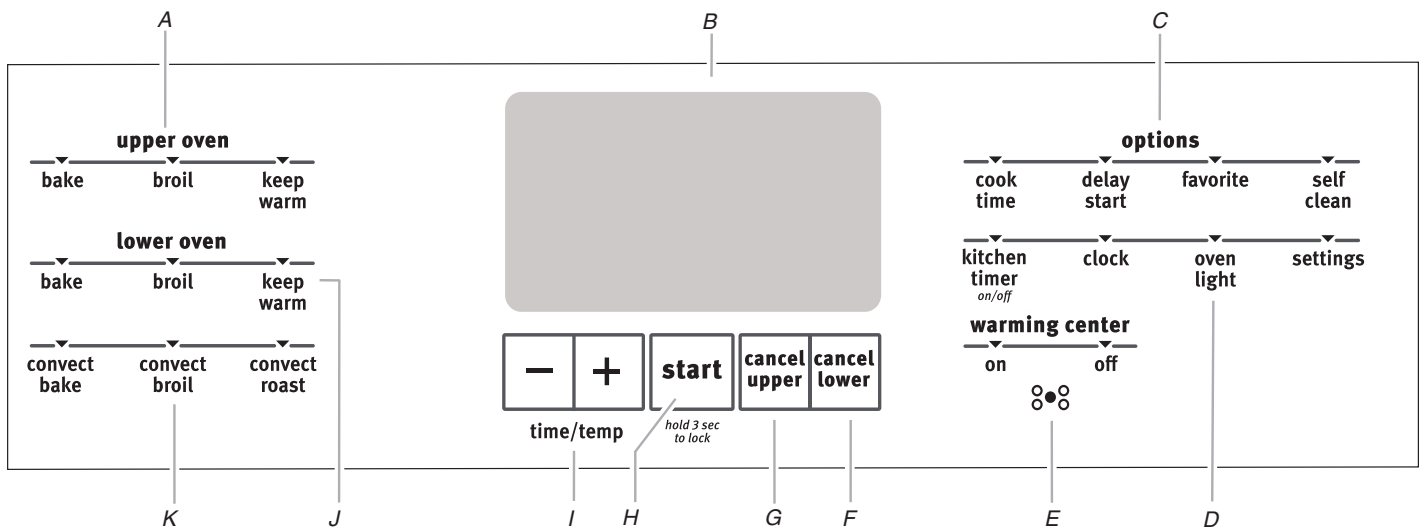 A
B
C
upper oven
bake broil keep
warm
lower oven
bake broil keep
warm
convect convect convect
bake broil roast
− + start cancel cancel
upper lower
time/temp
hold 3 sec
to lock
options
cook delay favorite self
time start clean
kitchen clock oven settings
timer light
on/off
warming center
on off
K J I H G F E D